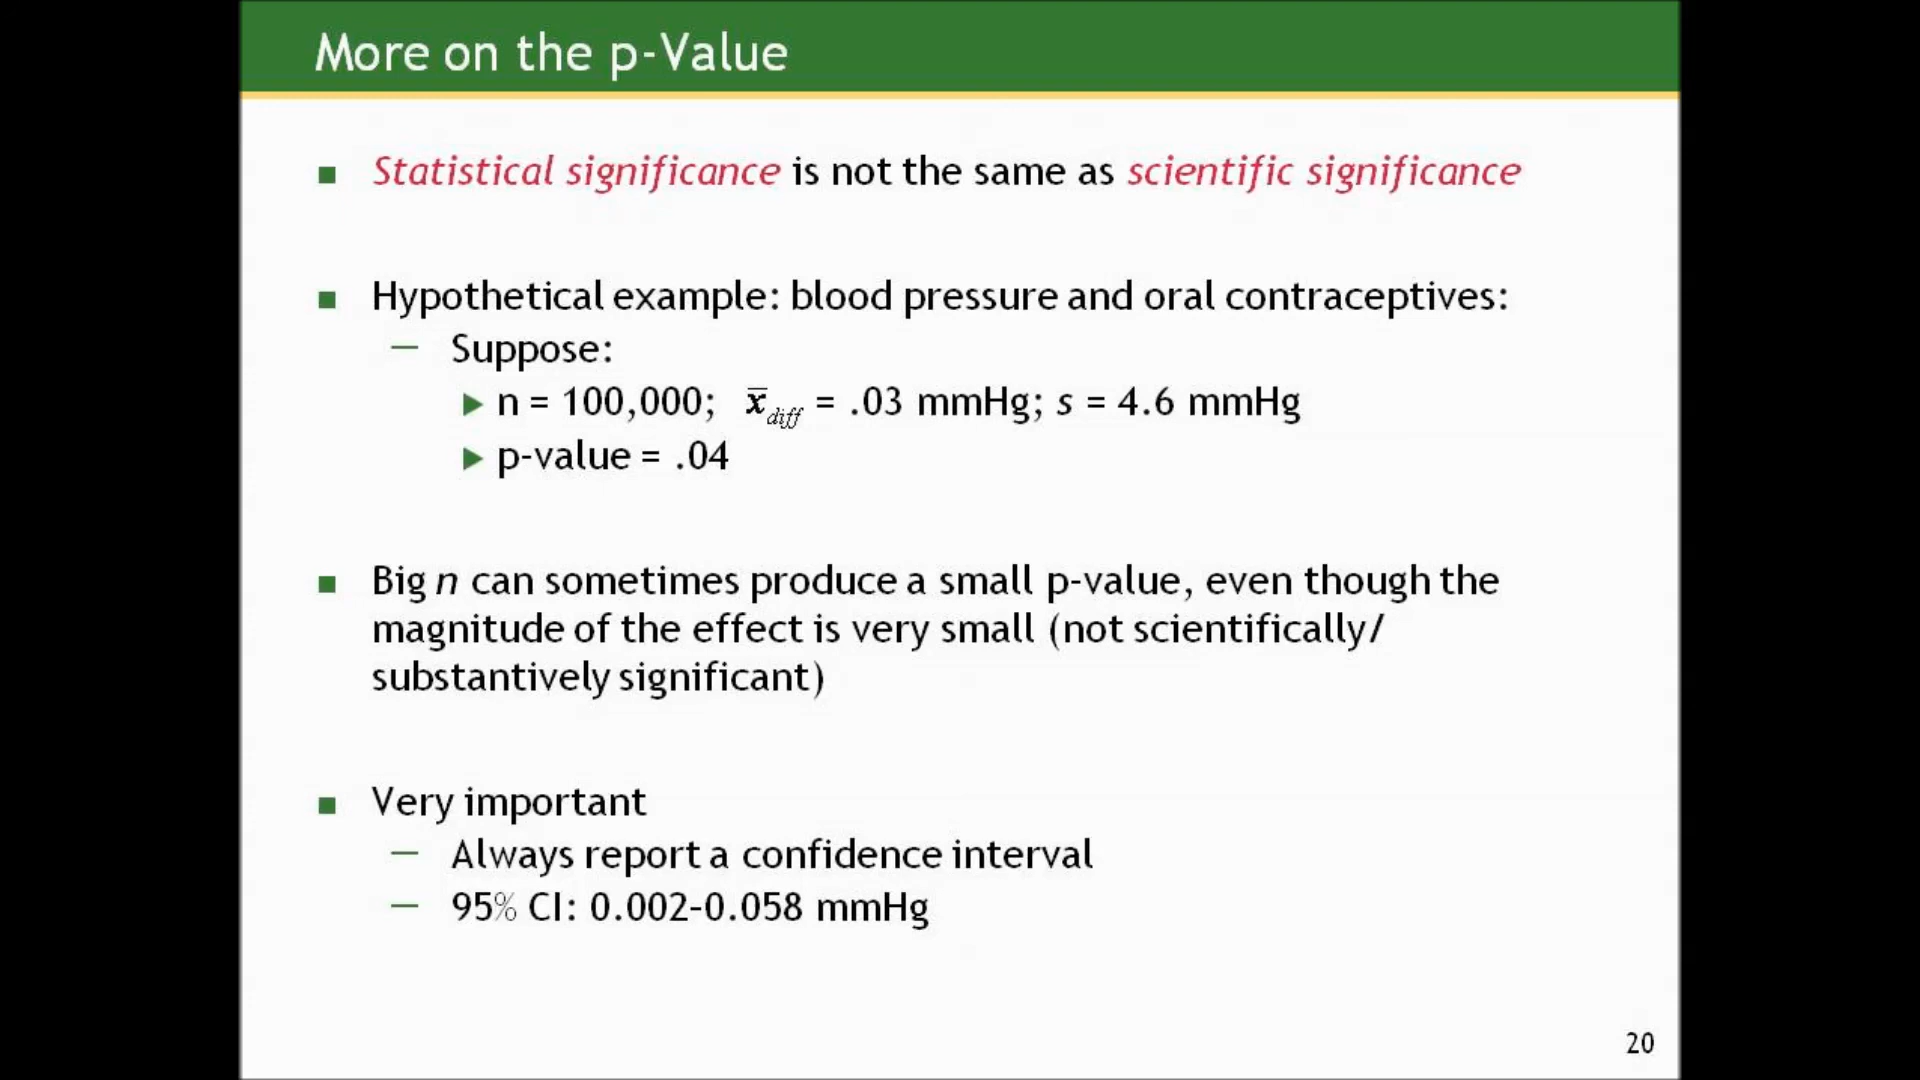 More on the p-Value
■ Statistical significance is not the same as scientific significance
■ Hypothetical example: blood pressure and oral contraceptives:
— Suppose:
▶ n = 100,000; x̅diff = .03 mmHg; s = 4.6 mmHg
▶ p-value = .04
■ Big n can sometimes produce a small p-value, even though the
magnitude of the effect is very small (not scientifically/
substantively significant)
■ Very important
— Always report a confidence interval
— 95% CI: 0.002-0.058 mmHg
20